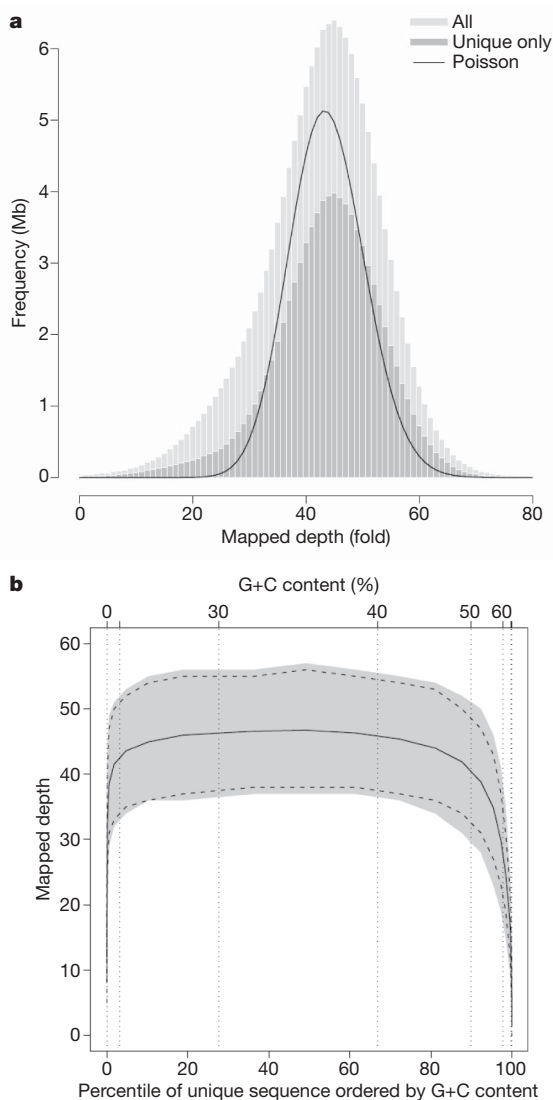 a
All
Unique only
Poisson
6
5
4
3
2
1
0
Frequency (Mb)
0 20 40 60 80
Mapped depth (fold)
b
G+C content (%)
0 30 40 50 60
60
50
40
30
20
10
0
Mapped depth
0 20 40 60 80 100
Percentile of unique sequence ordered by G+C content